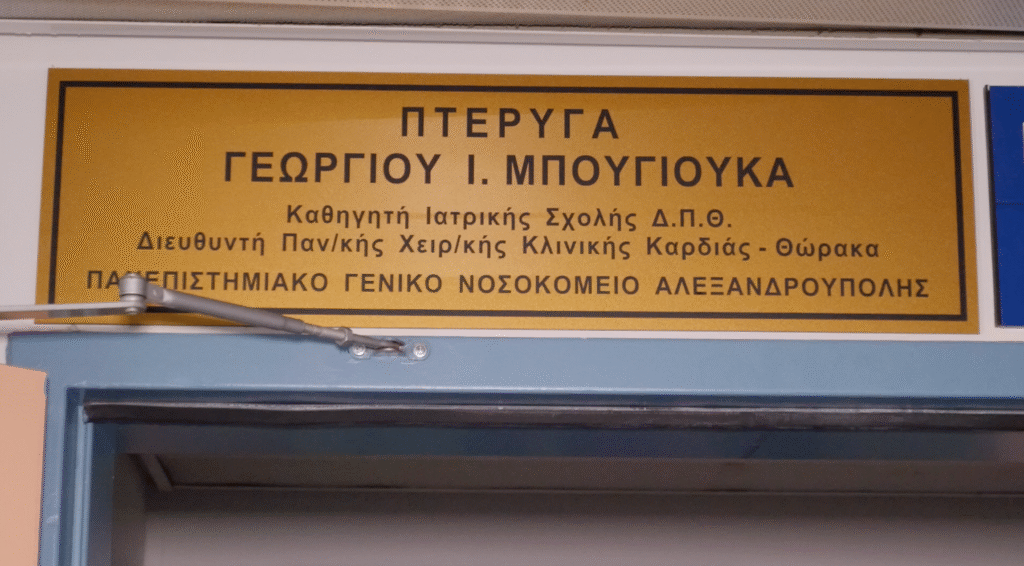 ΠΤΕΡΥΓΑ
ΓΕΩΡΓΙΟΥ Ι. ΜΠΟΥΓΙΟΥΚΑ
Καθηγητή Ιατρικής Σχολής Δ.Π.Θ.
Διευθυντή Παν/κής Χειρ/κής Κλινικής Καρδιάς - Θώρακα
ΠΑΝΕΠΙΣΤΗΜΙΑΚΟ ΓΕΝΙΚΟ ΝΟΣΟΚΟΜΕΙΟ ΑΛΕΞΑΝΔΡΟΥΠΟΛΗΣ